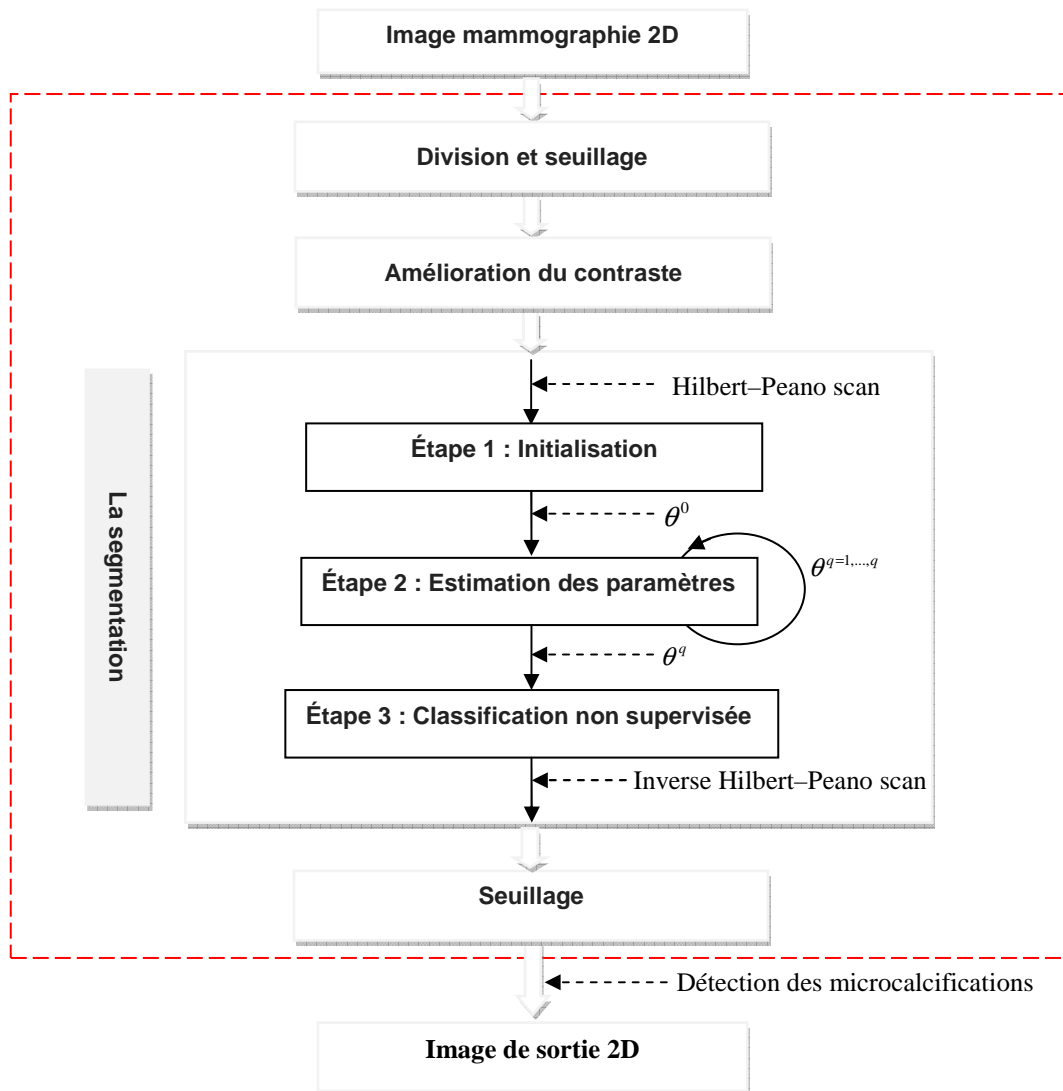 Image mammographie 2D
Division et seuillage
Amélioration du contraste
Hilbert–Peano scan
Étape 1 : Initialisation
θ^0
Étape 2 : Estimation des paramètres
θ^{q=1,...,q}
θ^q
Étape 3 : Classification non supervisée
Inverse Hilbert–Peano scan
La segmentation
Seuillage
Détection des microcalcifications
Image de sortie 2D